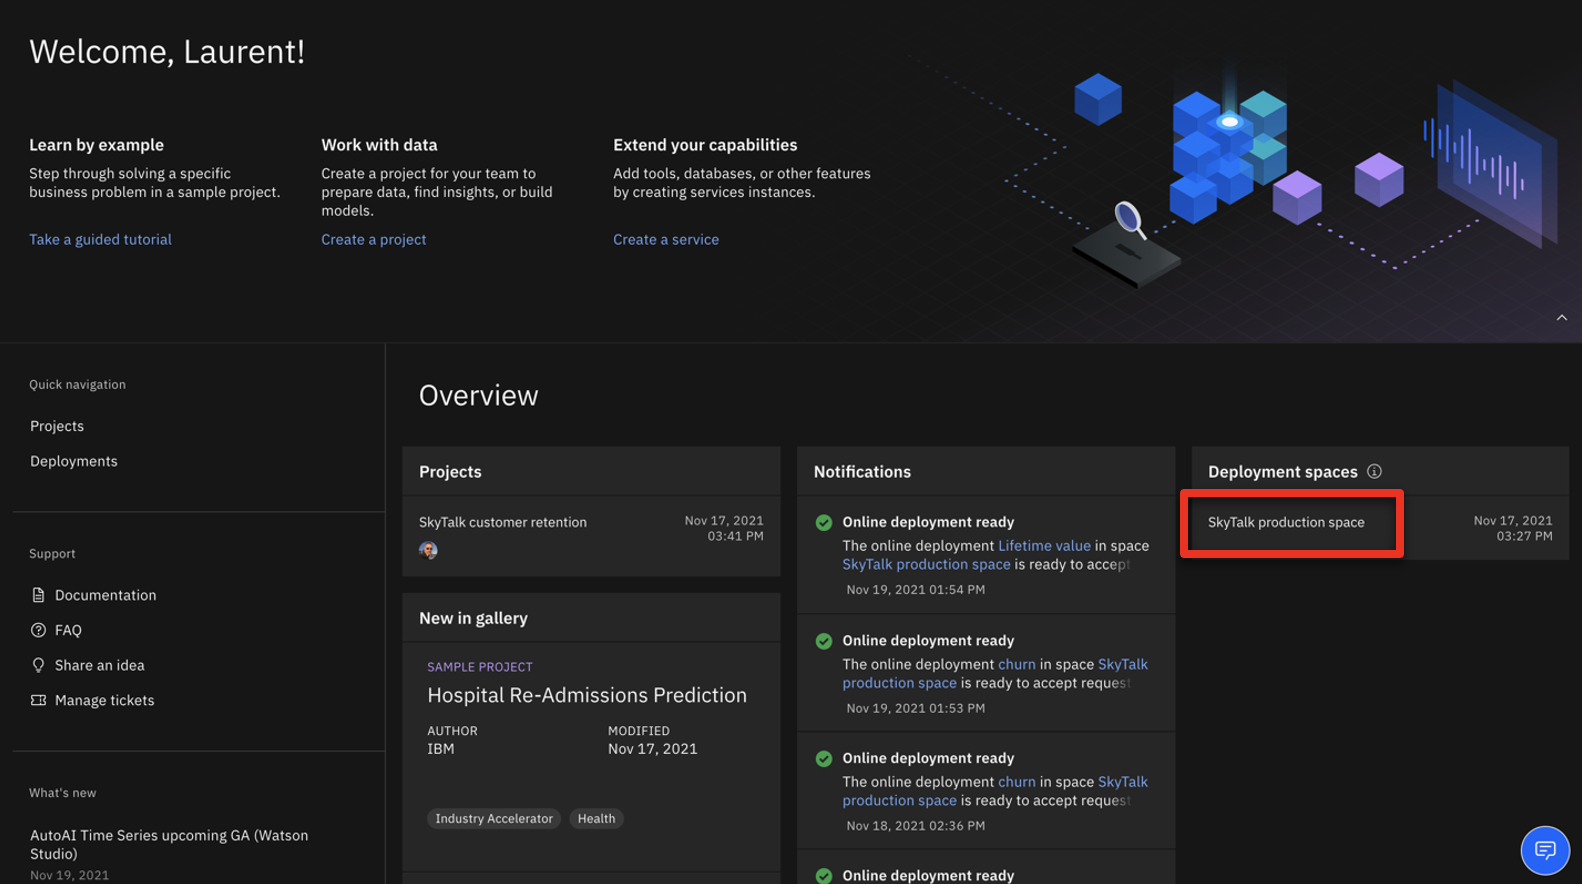 Welcome, Laurent!
Learn by example
Step through solving a specific
business problem in a sample project.
Take a guided tutorial
Work with data
Create a project for your team to
prepare data, find insights, or build
models.
Create a project
Extend your capabilities
Add tools, databases, or other features
by creating services instances.
Create a service
Quick navigation
Projects
Deployments
Support
Documentation
FAQ
Share an idea
Manage tickets
What's new
AutoAI Time Series upcoming GA (Watson
Studio)
Nov 19, 2021
Overview
Projects
SkyTalk customer retention
Nov 17, 2021
03:41 PM
New in gallery
SAMPLE PROJECT
Hospital Re-Admissions Prediction
AUTHOR
IBM
MODIFIED
Nov 17, 2021
Industry Accelerator
Health
Notifications
Online deployment ready
The online deployment Lifetime value in space
SkyTalk production space is ready to accept
Nov 19, 2021 01:54 PM
Online deployment ready
The online deployment churn in space SkyTalk
production space is ready to accept request
Nov 19, 2021 01:53 PM
Online deployment ready
The online deployment churn in space SkyTalk
production space is ready to accept request
Nov 18, 2021 02:36 PM
Online deployment ready
Deployment spaces
SkyTalk production space
Nov 17, 2021
03:27 PM